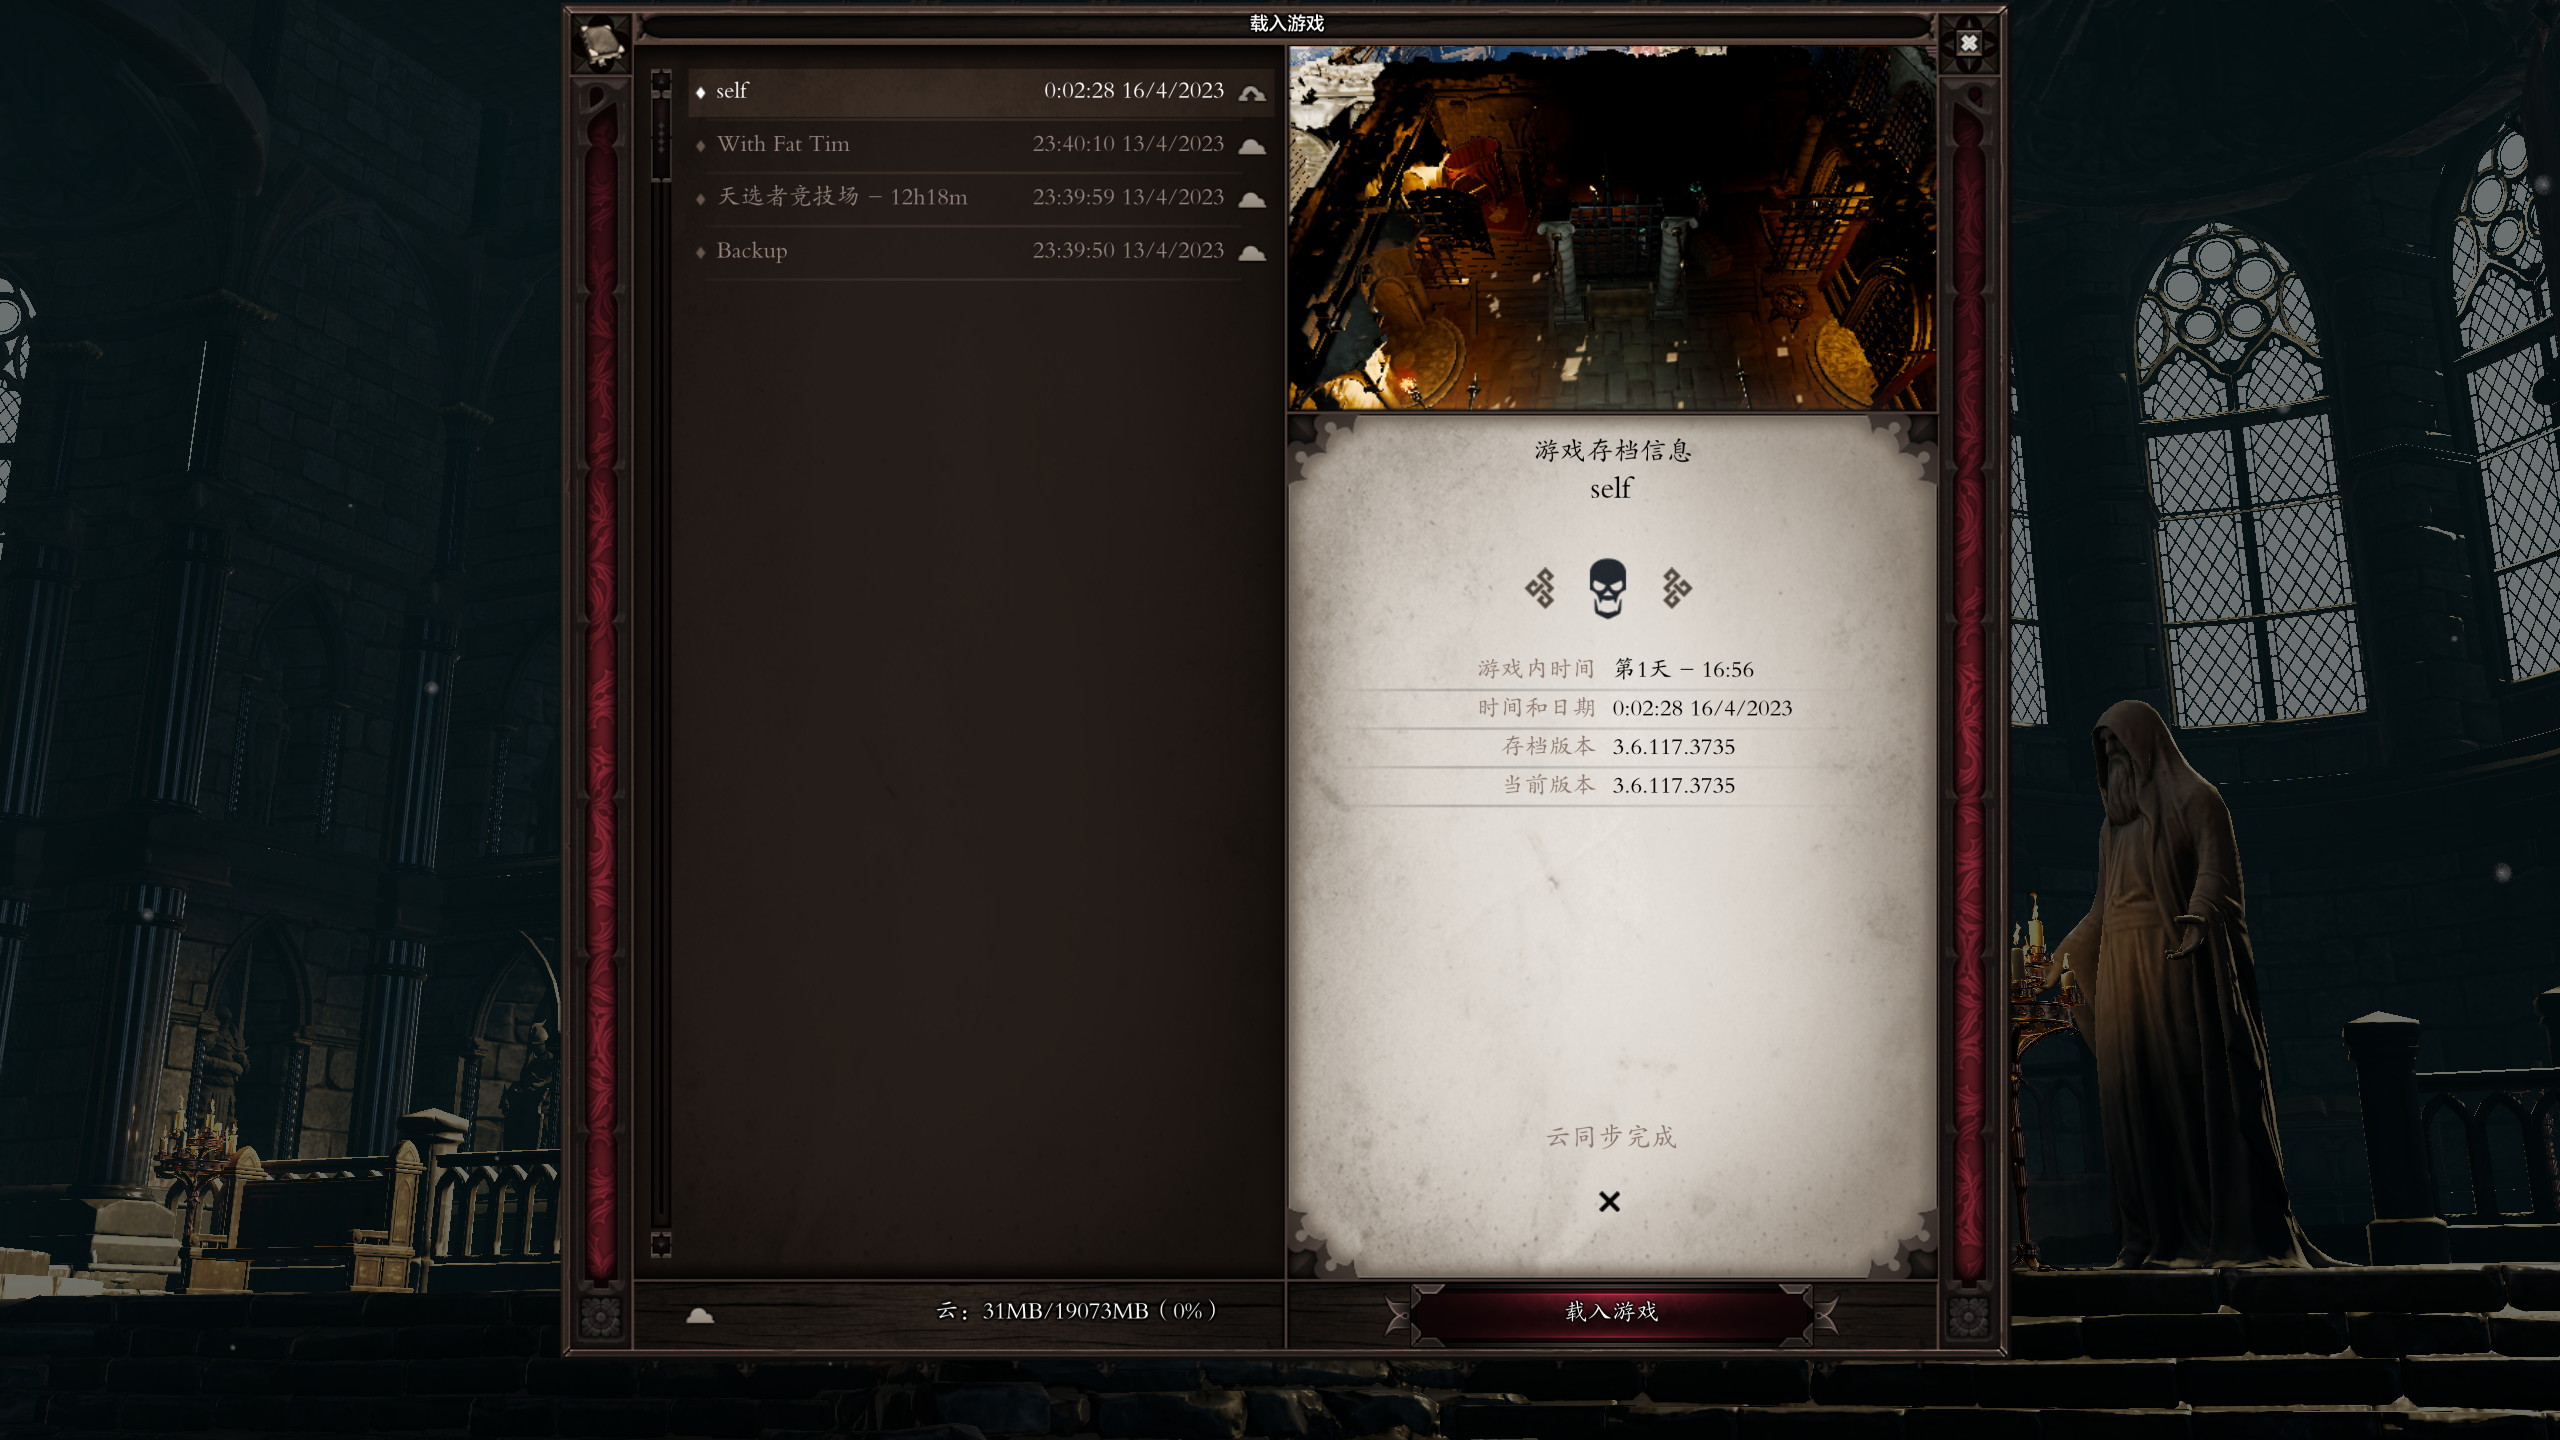 载入游戏
self 0:02:28 16/4/2023
With Fat Tim 23:40:10 13/4/2023
天选者竞技场 – 12h18m 23:39:59 13/4/2023
Backup 23:39:50 13/4/2023
游戏存档信息
self
游戏内时间 第1天 – 16:56
时间和日期 0:02:28 16/4/2023
存档版本 3.6.117.3735
当前版本 3.6.117.3735
云同步完成
云：31MB/19073MB（0%）
载入游戏